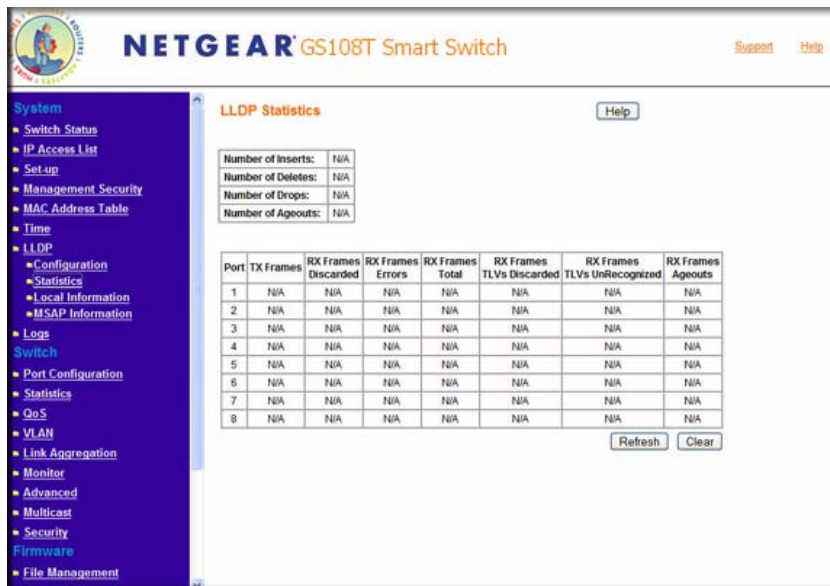 NETGEAR GS108T Smart Switch
Support Help
System
Switch Status
IP Access List
Set-up
Management Security
MAC Address Table
Time
LLDP
Configuration
Statistics
Local Information
MSAP Information
Logs
Switch
Port Configuration
Statistics
QoS
VLAN
Link Aggregation
Monitor
Advanced
Multicast
Security
Firmware
File Management
LLDP Statistics
Help
Number of Inserts: N/A
Number of Deletes: N/A
Number of Drops: N/A
Number of Ageouts: N/A
Port TX Frames RX Frames Discarded RX Frames Errors RX Frames Total RX Frames TLVs Discarded RX Frames TLVs UnRecognized RX Frames Ageouts
1 N/A N/A N/A N/A N/A N/A N/A
2 N/A N/A N/A N/A N/A N/A N/A
3 N/A N/A N/A N/A N/A N/A N/A
4 N/A N/A N/A N/A N/A N/A N/A
5 N/A N/A N/A N/A N/A N/A N/A
6 N/A N/A N/A N/A N/A N/A N/A
7 N/A N/A N/A N/A N/A N/A N/A
8 N/A N/A N/A N/A N/A N/A N/A
Refresh Clear